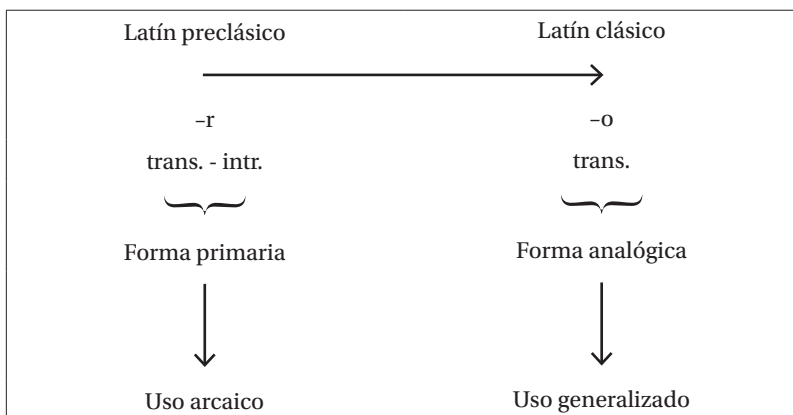 Latín preclásico Latín clásico
–r –o
trans. - intr. trans.
Forma primaria Forma analógica
Uso arcaico Uso generalizado